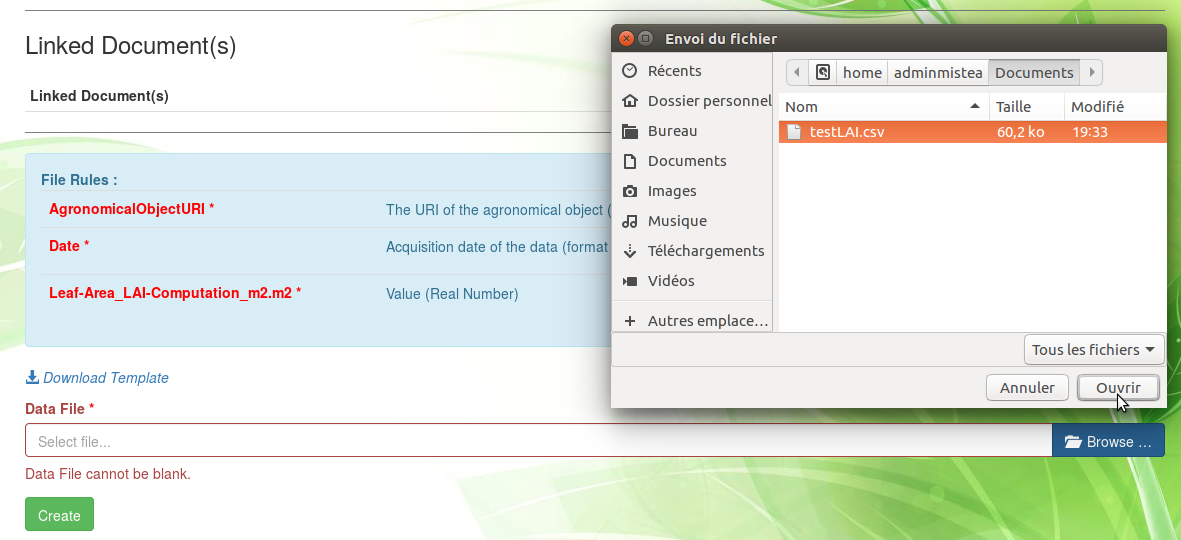 Linked Document(s)
Linked Document(s)
File Rules :
AgronomicalObjectURI * The URI of the agronomical object (
Date * Acquisition date of the data (format
Leaf-Area_LAI-Computation_m2.m2 * Value (Real Number)
Download Template
Data File *
Select file...
Browse ...
Data File cannot be blank.
Create
Envoi du fichier
Récents
Dossier personnel
Bureau
Documents
Images
Musique
Téléchargements
Vidéos
+ Autres emplace...
home adminmistea Documents
Nom Taille Modifié
testLAI.csv 60,2 ko 19:33
Tous les fichiers
Annuler Ouvrir